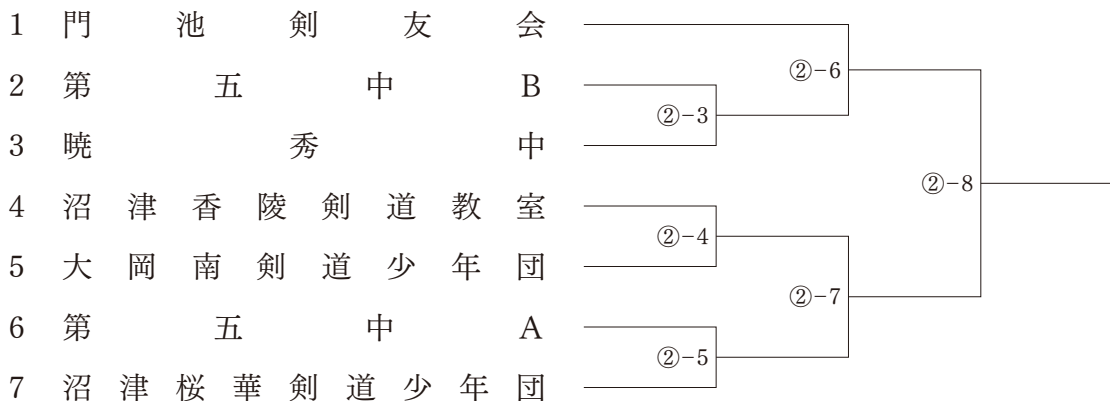 1 門池剣友会
②-6
2 第五中B
②-3
3 暁秀中
②-8
4 沼津香陵剣道教室
②-4
5 大岡南剣道少年団
②-7
6 第五中A
②-5
7 沼津桜華剣道少年団